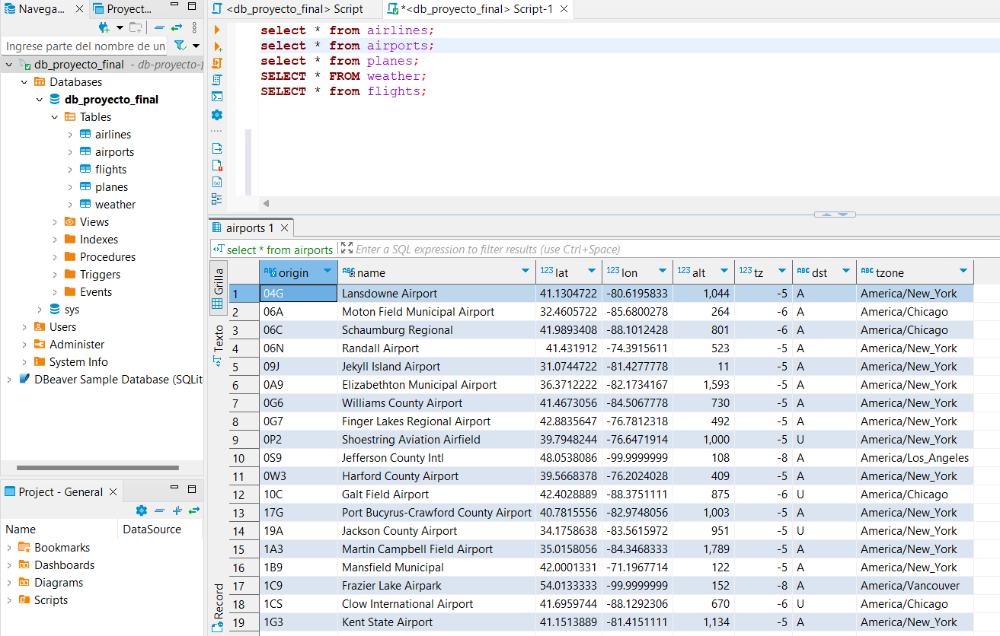 Navega...
Proyect...
<db_proyecto_final> Script
*<db_proyecto_final> Script-1
Ingrese parte del nombre de un
db_proyecto_final - db-proyecto-f
Databases
db_proyecto_final
Tables
airlines
airports
flights
planes
weather
Views
Indexes
Procedures
Triggers
Events
sys
Users
Administer
System Info
DBeaver Sample Database (SQLite
Project - General
Name DataSource
Bookmarks
Dashboards
Diagrams
Scripts
select * from airlines;
select * from airports;
select * from planes;
SELECT * FROM weather;
SELECT * from flights;
airports 1
select * from airports
Enter a SQL expression to filter results (use Ctrl+Space)
Grilla
Texto
Record
ABC origin ABC name 123 lat 123 lon 123 alt 123 tz ABC dst ABC tzone
1 04G Lansdowne Airport 41.1304722 -80.6195833 1,044 -5 A America/New_York
2 06A Moton Field Municipal Airport 32.4605722 -85.6800278 264 -6 A America/Chicago
3 06C Schaumburg Regional 41.9893408 -88.1012428 801 -6 A America/Chicago
4 06N Randall Airport 41.431912 -74.3915611 523 -5 A America/New_York
5 09J Jekyll Island Airport 31.0744722 -81.4277778 11 -5 A America/New_York
6 0A9 Elizabethton Municipal Airport 36.3712222 -82.1734167 1,593 -5 A America/New_York
7 0G6 Williams County Airport 41.4673056 -84.5067778 730 -5 A America/New_York
8 0G7 Finger Lakes Regional Airport 42.8835647 -76.7812318 492 -5 A America/New_York
9 0P2 Shoestring Aviation Airfield 39.7948244 -76.6471914 1,000 -5 U America/New_York
10 0S9 Jefferson County Intl 48.0538086 -99.9999999 108 -8 A America/Los_Angeles
11 0W3 Harford County Airport 39.5668378 -76.2024028 409 -5 A America/New_York
12 10C Galt Field Airport 42.4028889 -88.3751111 875 -6 U America/Chicago
13 17G Port Bucyrus-Crawford County Airport 40.7815556 -82.9748056 1,003 -5 A America/New_York
14 19A Jackson County Airport 34.1758638 -83.5615972 951 -5 U America/New_York
15 1A3 Martin Campbell Field Airport 35.0158056 -84.3468333 1,789 -5 A America/New_York
16 1B9 Mansfield Municipal 42.0001331 -71.1967714 122 -5 A America/New_York
17 1C9 Frazier Lake Airpark 54.0133333 -99.9999999 152 -8 A America/Vancouver
18 1CS Clow International Airport 41.6959744 -88.1292306 670 -6 U America/Chicago
19 1G3 Kent State Airport 41.1513889 -81.4151111 1,134 -5 A America/New_York